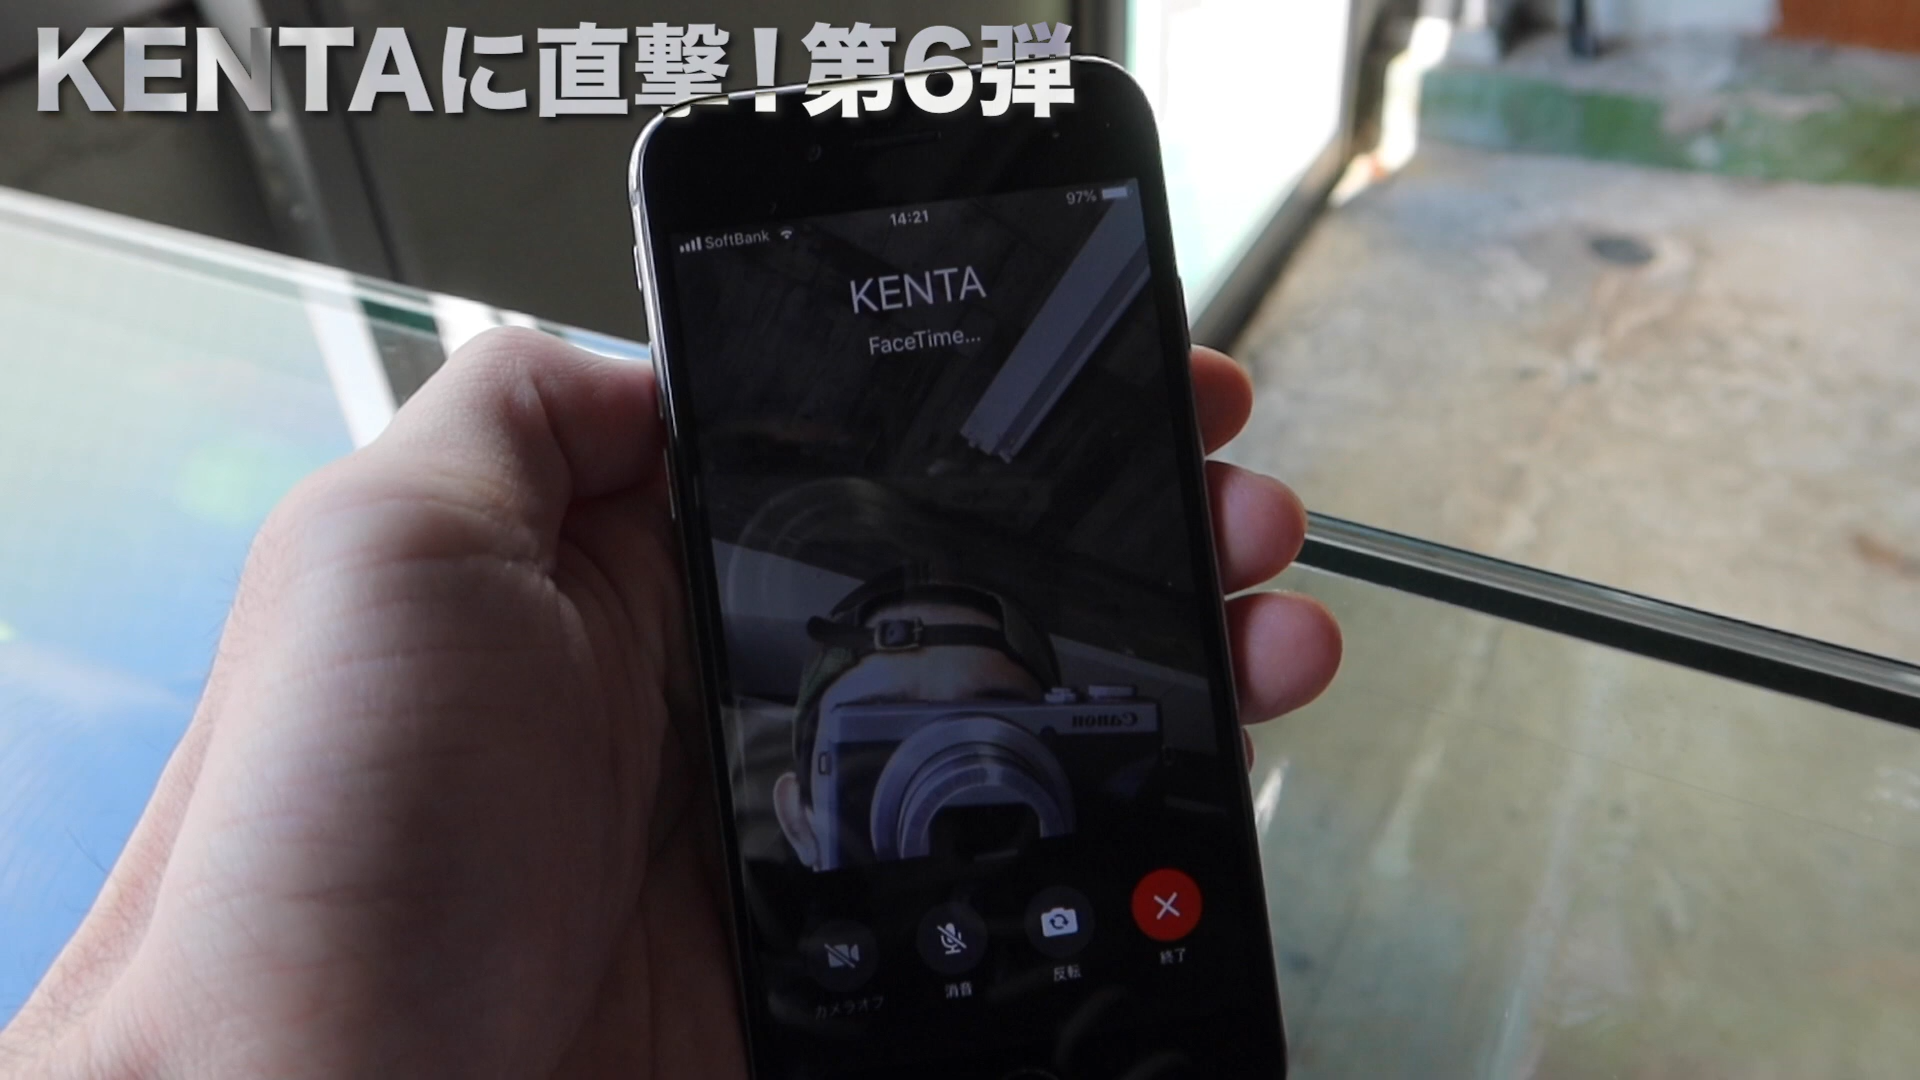 KENTAに直撃！第6弾
SoftBank 14:21 97%
KENTA
FaceTime...
Canon
カメラオフ 消音 反転 終了